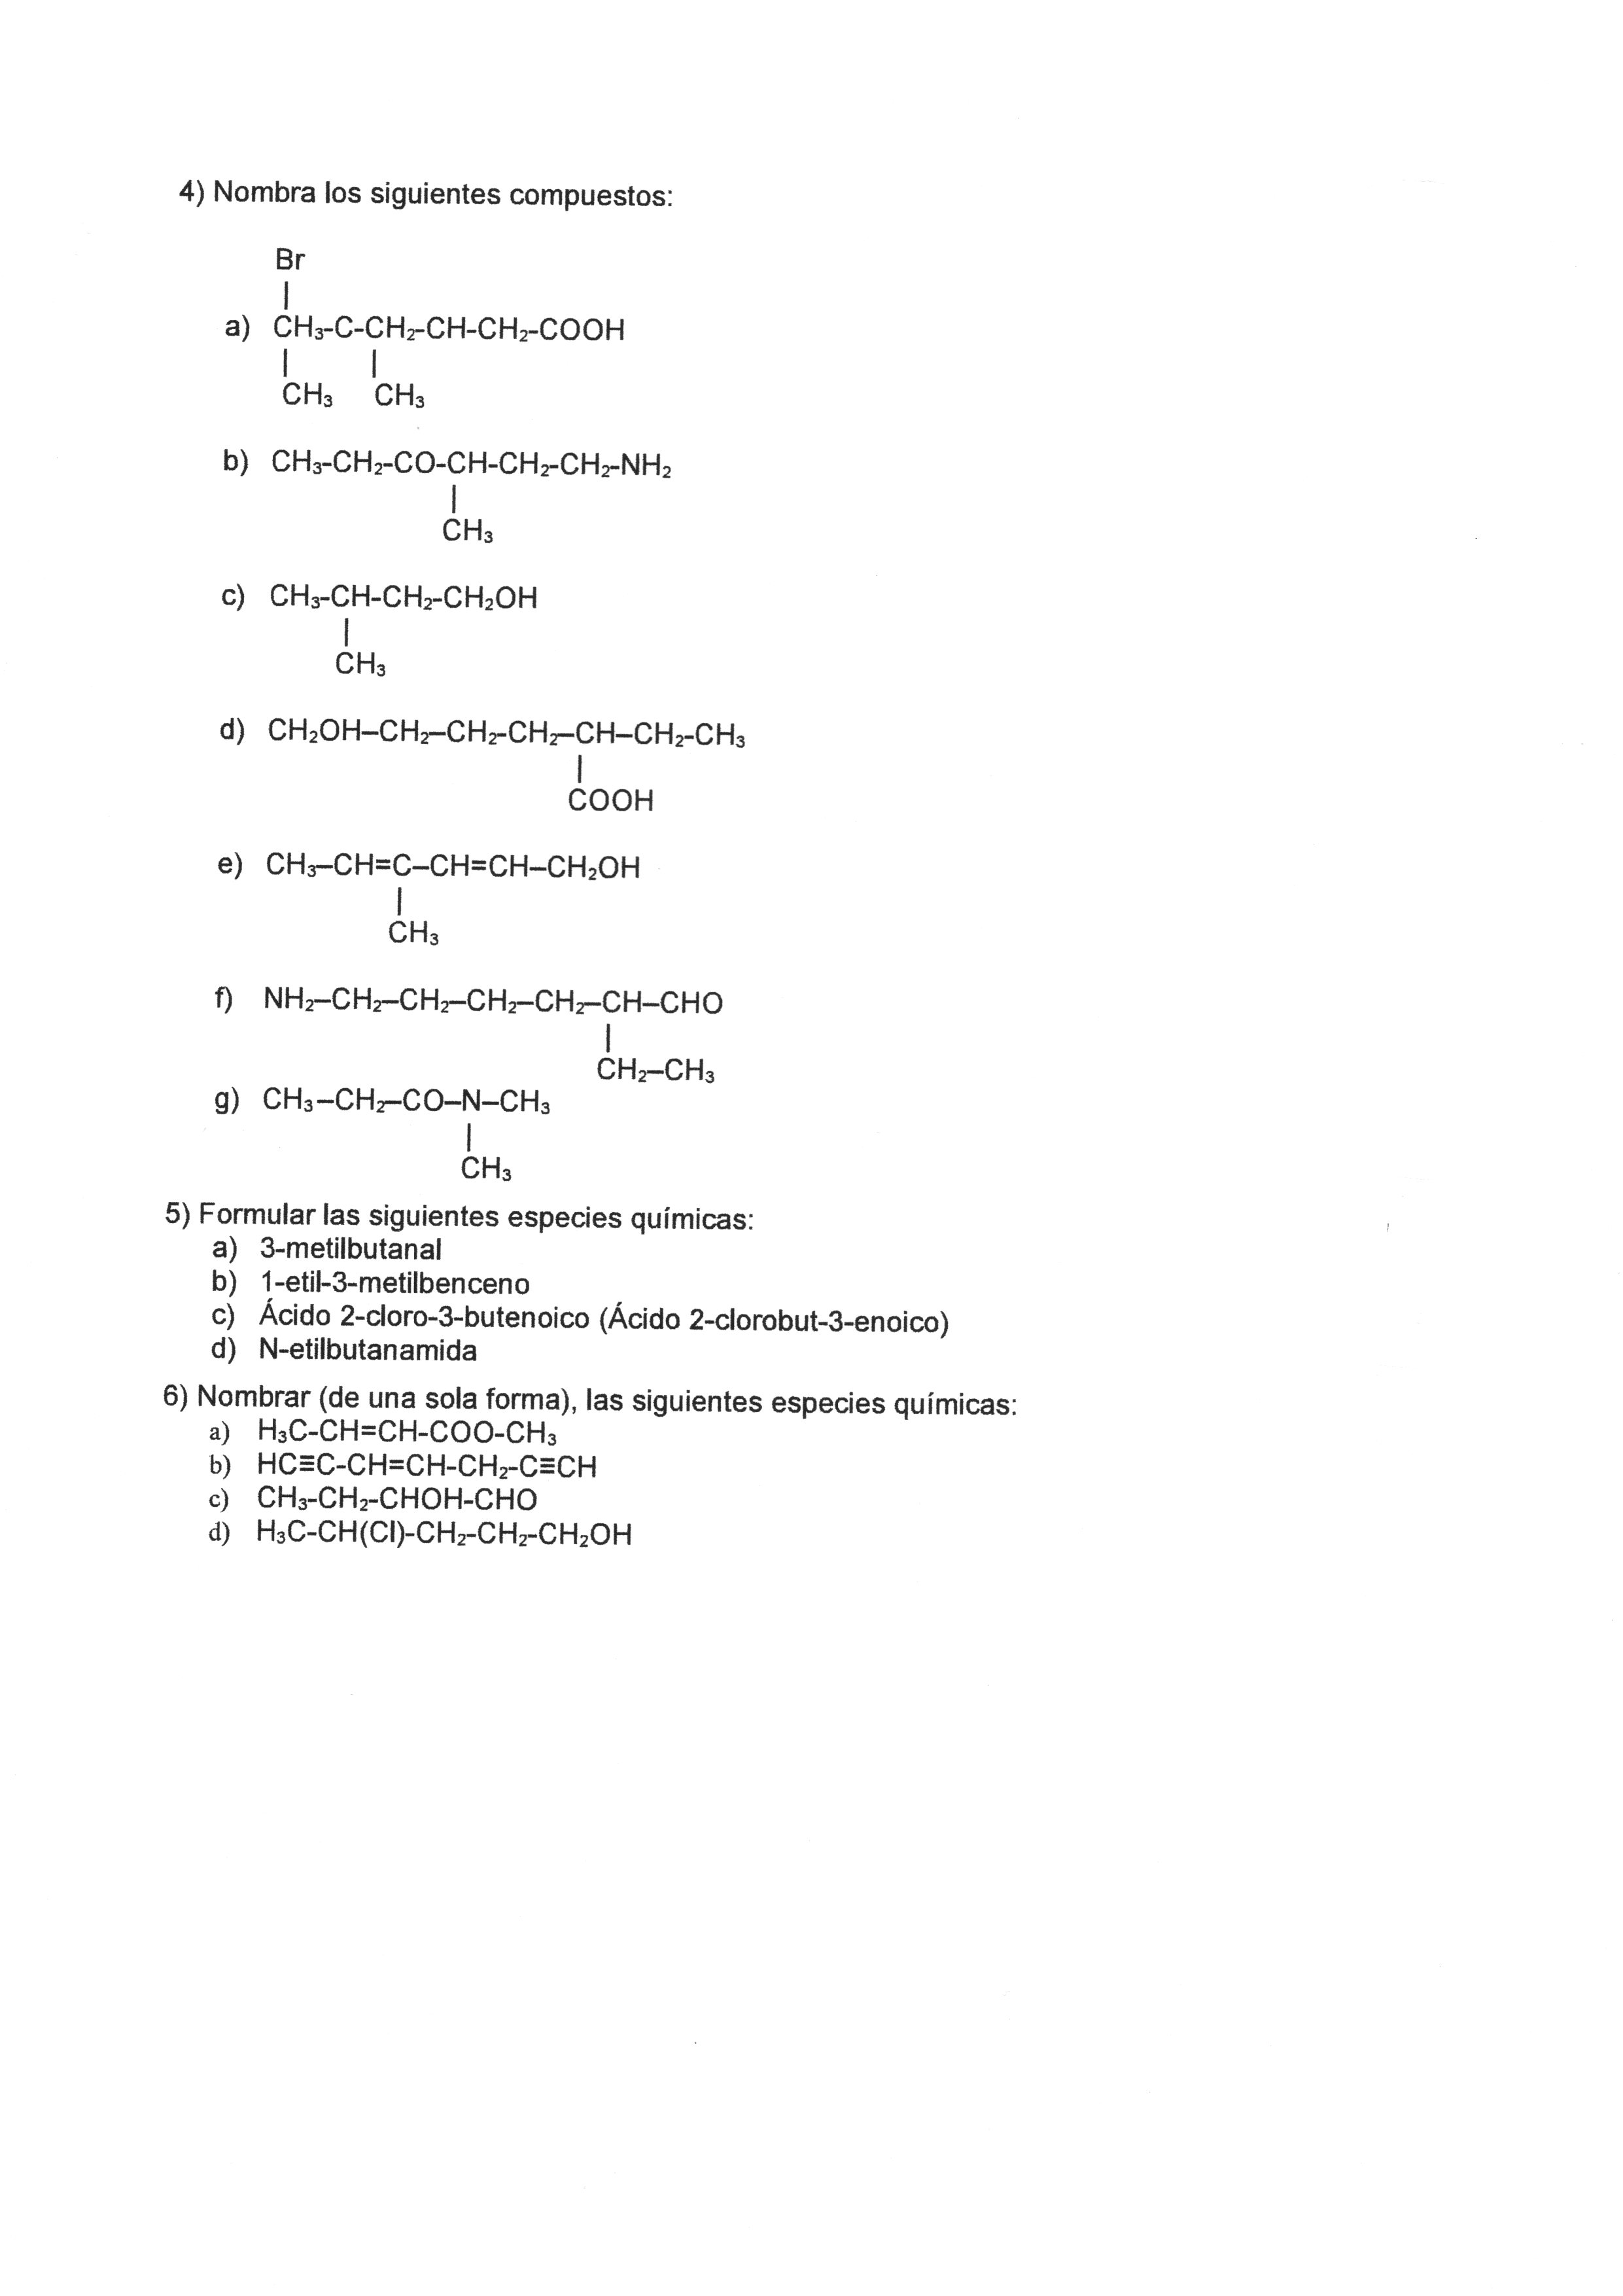 4) Nombra los siguientes compuestos:
Br
|
a) CH₃-C-CH₂-CH-CH₂-COOH
| |
CH₃ CH₃
b) CH₃-CH₂-CO-CH-CH₂-CH₂-NH₂
|
CH₃
c) CH₃-CH-CH₂-CH₂OH
|
CH₃
d) CH₂OH–CH₂–CH₂-CH₂–CH–CH₂-CH₃
|
COOH
e) CH₃–CH=C–CH=CH–CH₂OH
|
CH₃
f) NH₂–CH₂–CH₂–CH₂–CH₂–CH–CHO
|
CH₂–CH₃
g) CH₃–CH₂–CO–N–CH₃
|
CH₃
5) Formular las siguientes especies químicas:
a) 3-metilbutanal
b) 1-etil-3-metilbenceno
c) Ácido 2-cloro-3-butenoico (Ácido 2-clorobut-3-enoico)
d) N-etilbutanamida
6) Nombrar (de una sola forma), las siguientes especies químicas:
a) H₃C-CH=CH-COO-CH₃
b) HC≡C-CH=CH-CH₂-C≡CH
c) CH₃-CH₂-CHOH-CHO
d) H₃C-CH(Cl)-CH₂-CH₂-CH₂OH